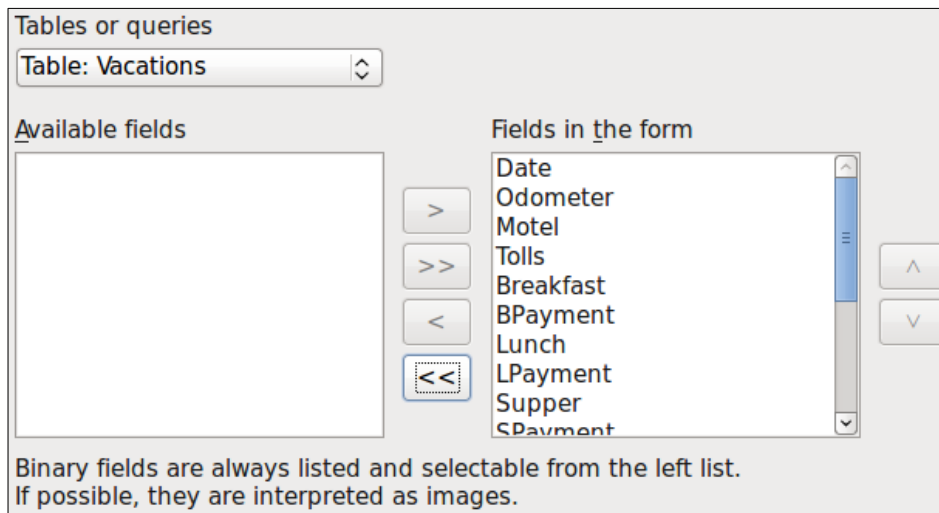 Tables or queries
Table: Vacations
Available fields
Fields in the form
Date
Odometer
Motel
Tolls
Breakfast
BPayment
Lunch
LPayment
Supper
SPayment
>
>>
<
<<
Binary fields are always listed and selectable from the left list.
If possible, they are interpreted as images.